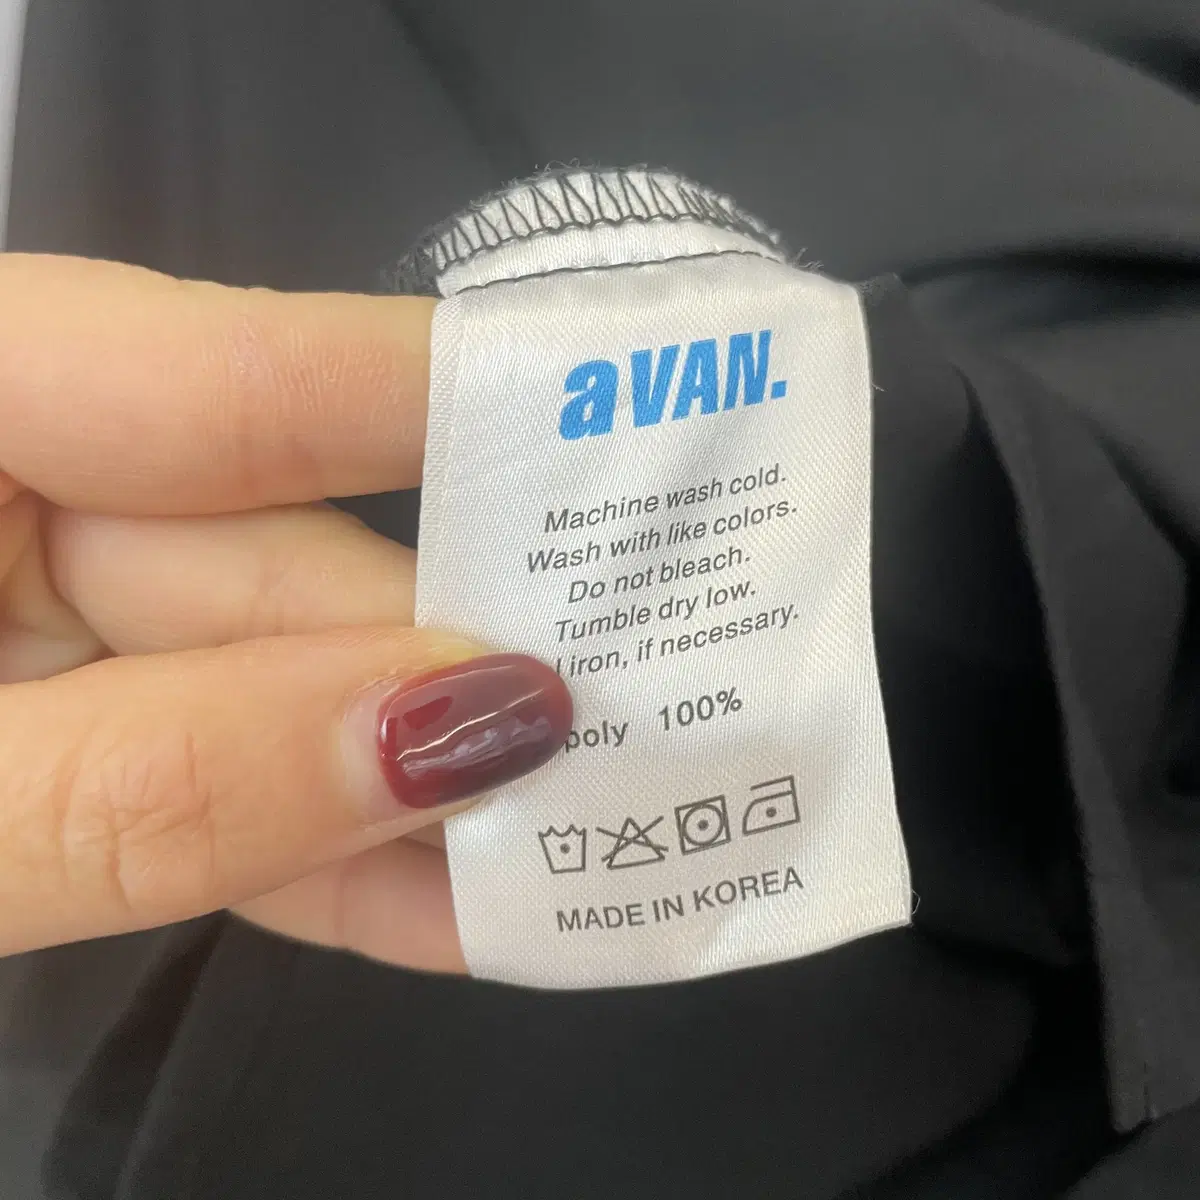 aVAN.
Machine wash cold.
Wash with like colors.
Do not bleach.
Tumble dry low.
iron, if necessary.
poly 100%
MADE IN KOREA